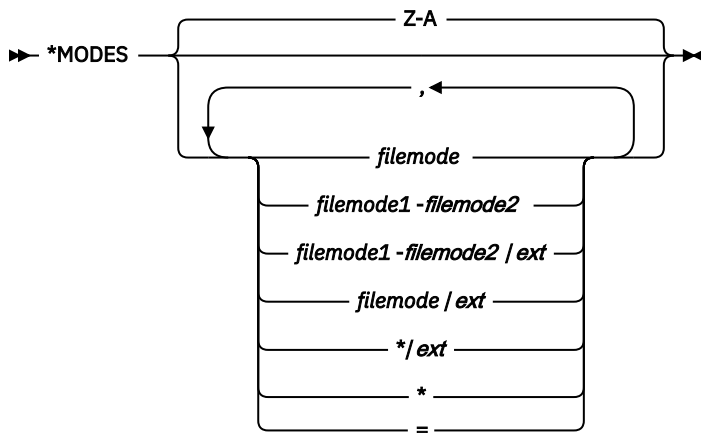 Z-A
*MODES
,
filemode
filemode1 -filemode2
filemode1 -filemode2 / ext
filemode / ext
*/ ext
*
=